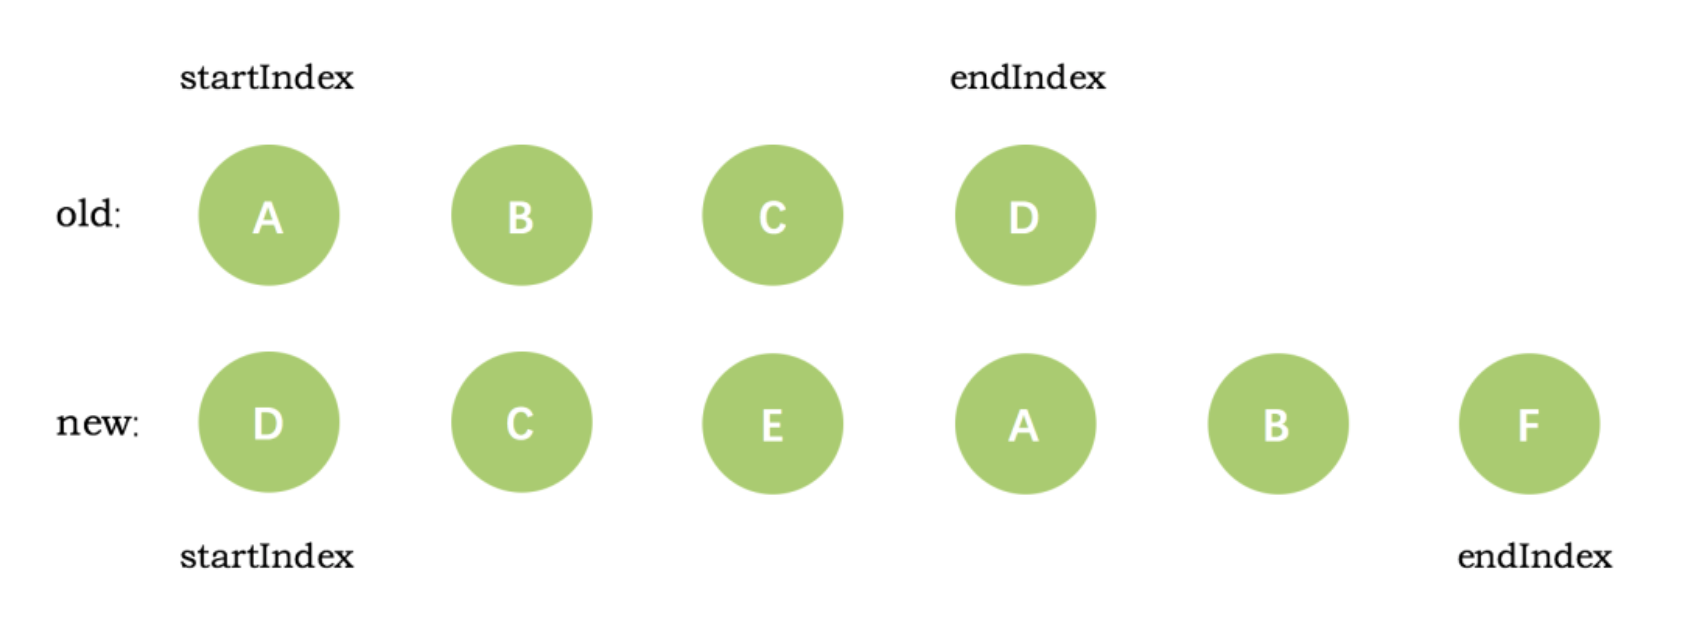 startIndex endIndex
old: A B C D
new: D C E A B F
startIndex endIndex